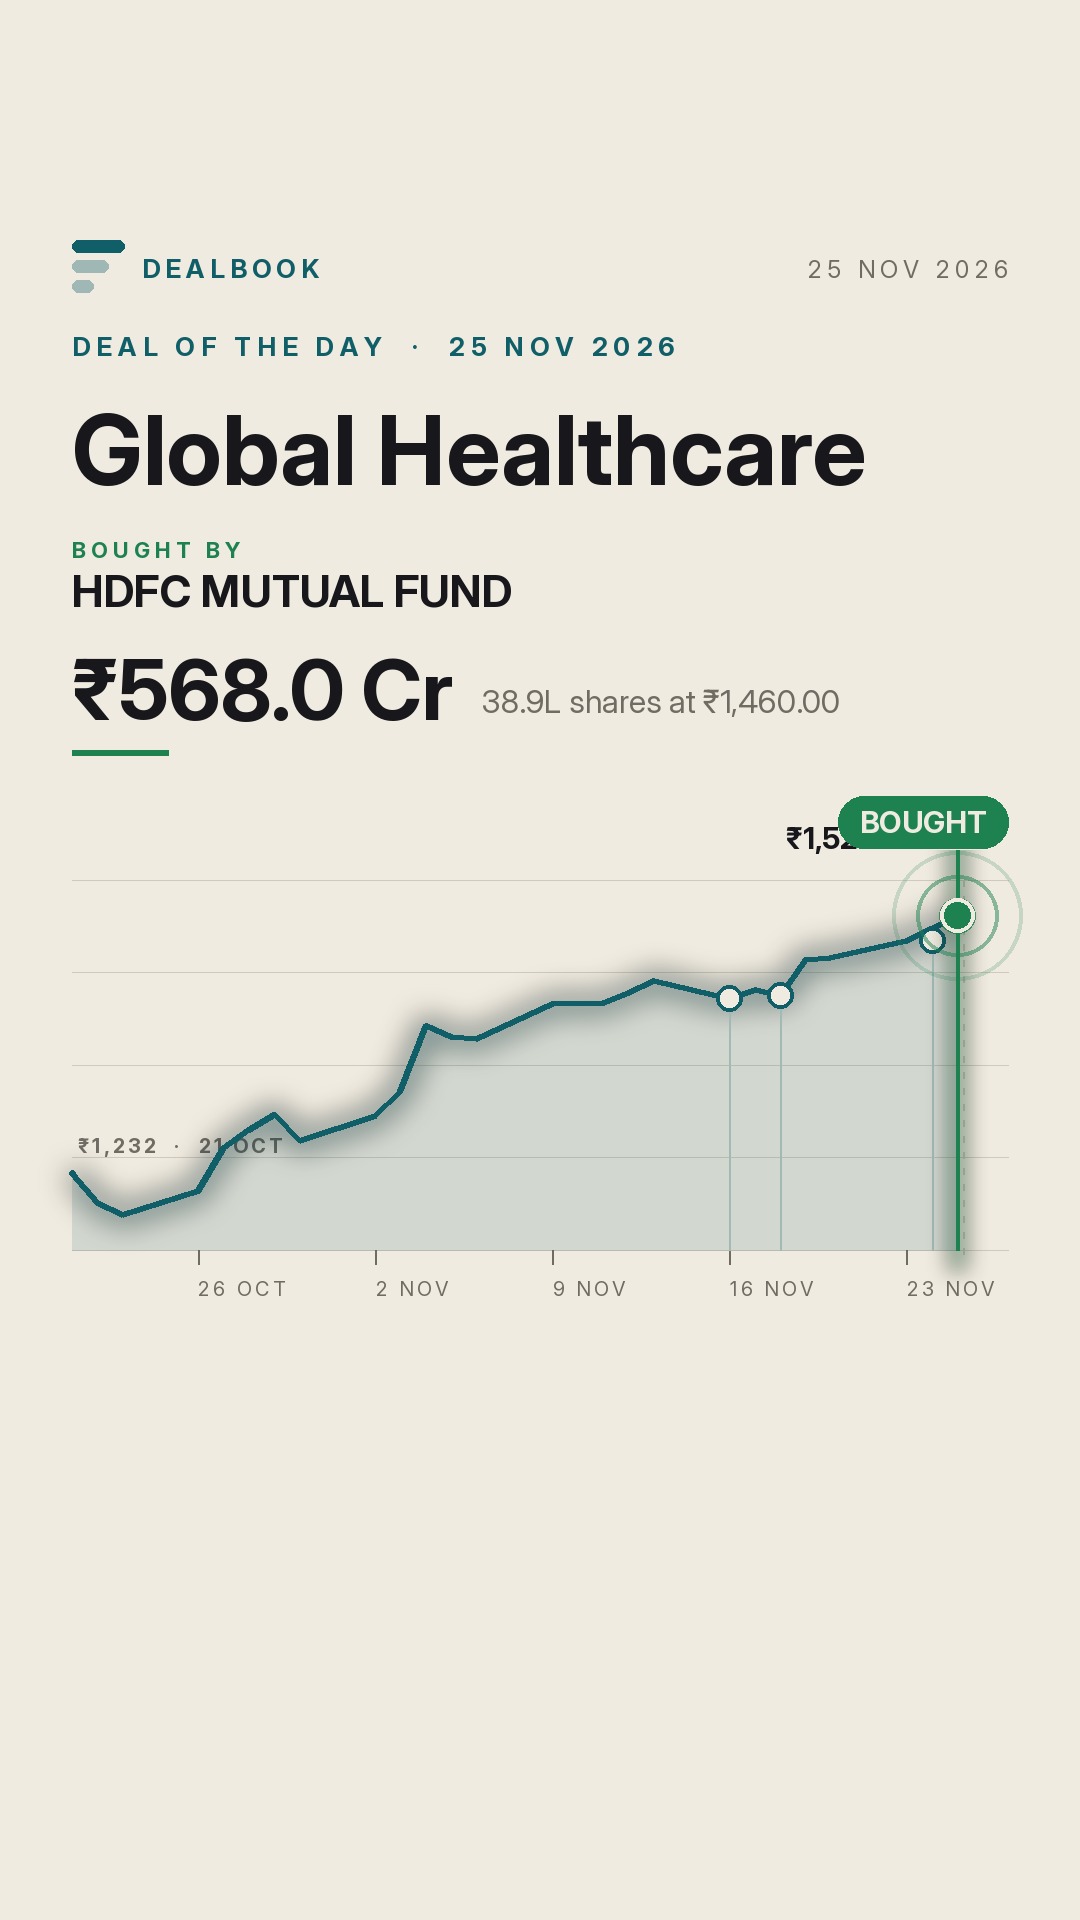 DEALBOOK
25 NOV 2026
DEAL OF THE DAY · 25 NOV 2026
Global Healthcare
BOUGHT BY
HDFC MUTUAL FUND
₹568.0 Cr 38.9L shares at ₹1,460.00
BOUGHT
₹1,232 · 21 OCT
26 OCT 2 NOV 9 NOV 16 NOV 23 NOV